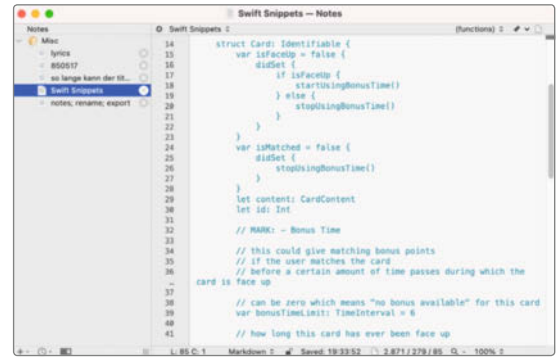 Swift Snippets — Notes
Notes
Swift Snippets
(functions)
Misc
lyrics
850517
so lange kann der tit...
Swift Snippets
notes; rename; export
14 struct Card: Identifiable {
15 var isFaceUp = false {
16 didSet {
17 if isFaceUp {
18 startUsingBonusTime()
19 } else {
20 stopUsingBonusTime()
21 }
22 }
23 }
24 var isMatched = false {
25 didSet {
26 stopUsingBonusTime()
27 }
28 }
29 let content: CardContent
30 let id: Int
31
32 // MARK: - Bonus Time
33
34 // this could give matching bonus points
35 // if the user matches the card
36 // before a certain amount of time passes during which the
… card is face up
37
38 // can be zero which means "no bonus available" for this card
39 var bonusTimeLimit: TimeInterval = 6
40
41 // how long this card has ever been face up
L: 85 C: 1
Markdown
Saved: 19:33:52
2.871 / 279 / 85
100%